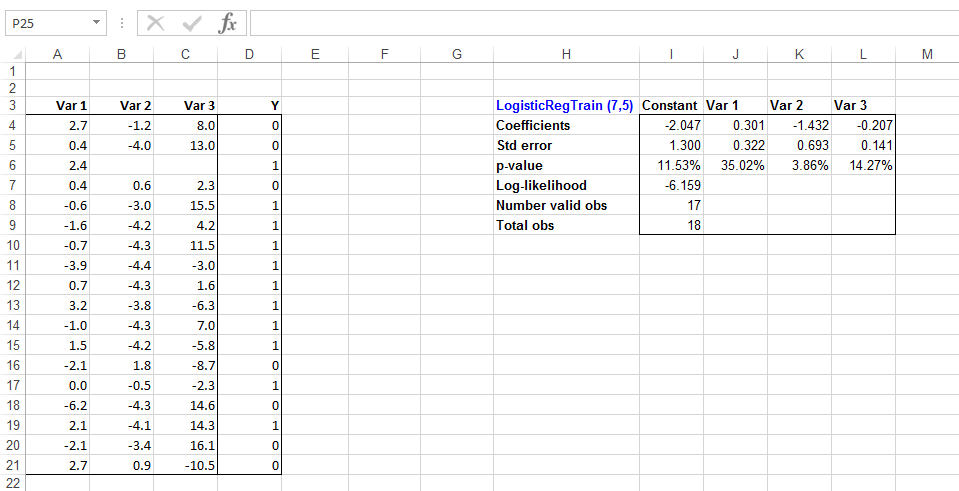 P25 fx
A B C D E F G H I J K L M
1
2
3 Var 1 Var 2 Var 3 Y LogisticRegTrain (7,5) Constant Var 1 Var 2 Var 3
4 2.7 -1.2 8.0 0 Coefficients -2.047 0.301 -1.432 -0.207
5 0.4 -4.0 13.0 0 Std error 1.300 0.322 0.693 0.141
6 2.4 1 p-value 11.53% 35.02% 3.86% 14.27%
7 0.4 0.6 2.3 0 Log-likelihood -6.159
8 -0.6 -3.0 15.5 1 Number valid obs 17
9 -1.6 -4.2 4.2 1 Total obs 18
10 -0.7 -4.3 11.5 1
11 -3.9 -4.4 -3.0 1
12 0.7 -4.3 1.6 1
13 3.2 -3.8 -6.3 1
14 -1.0 -4.3 7.0 1
15 1.5 -4.2 -5.8 1
16 -2.1 1.8 -8.7 0
17 0.0 -0.5 -2.3 1
18 -6.2 -4.3 14.6 0
19 2.1 -4.1 14.3 1
20 -2.1 -3.4 16.1 0
21 2.7 0.9 -10.5 0
22